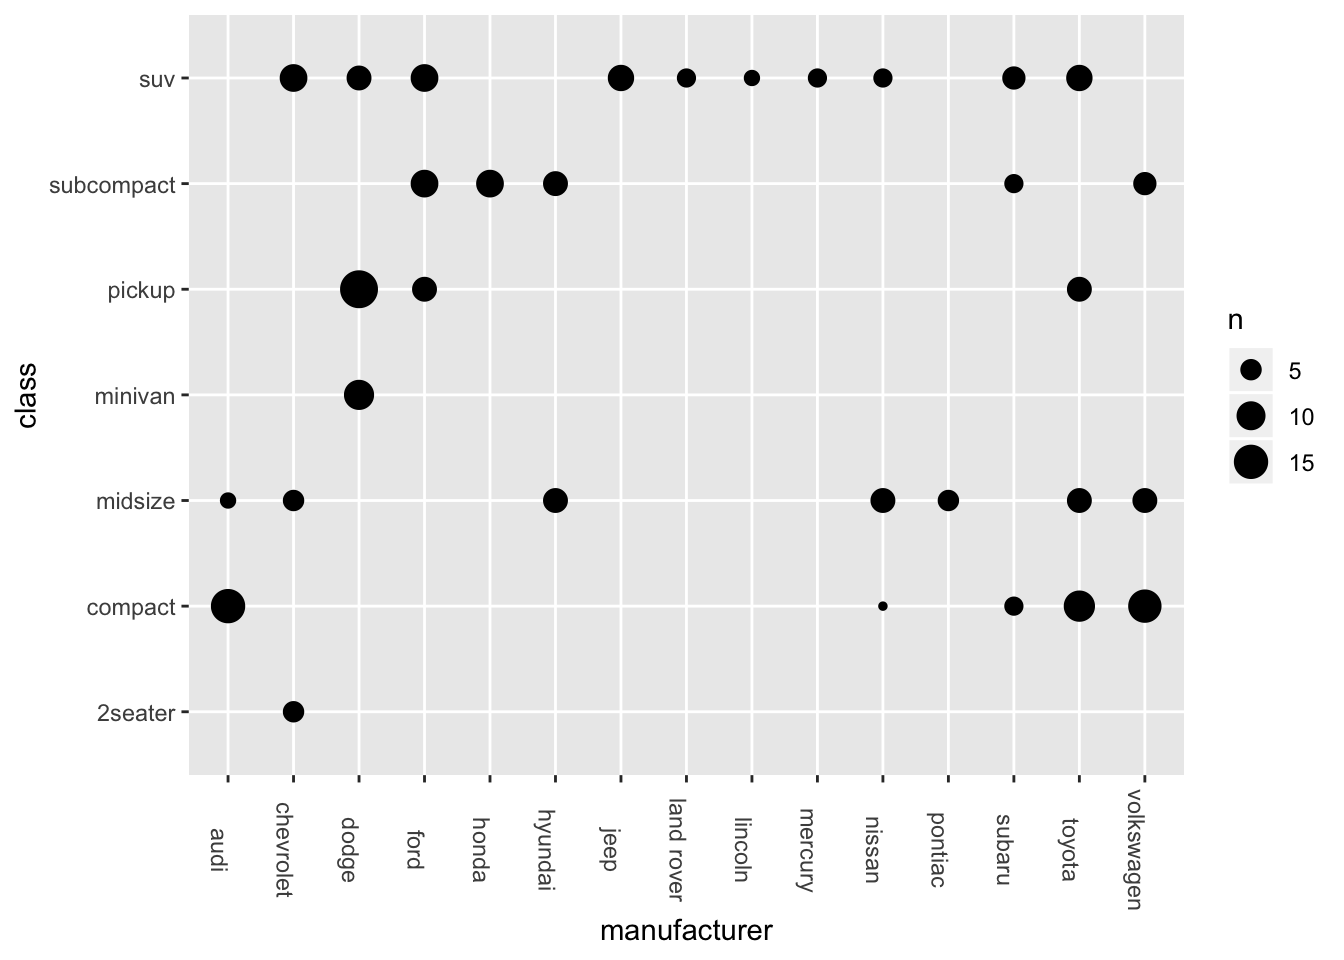 suv
subcompact
pickup
minivan
midsize
compact
2seater
class
audi
chevrolet
dodge
ford
honda
hyundai
jeep
land rover
lincoln
mercury
nissan
pontiac
subaru
toyota
volkswagen
manufacturer
n
5
10
15